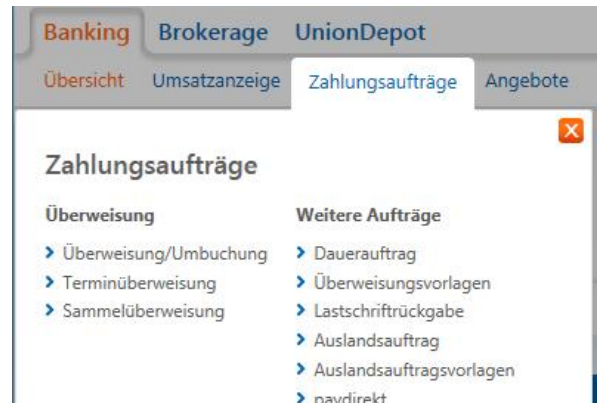 Banking Brokerage UnionDepot
Übersicht Umsatzanzeige Zahlungsaufträge Angebote
X
Zahlungsaufträge
Überweisung
Überweisung/Umbuchung
Terminüberweisung
Sammelüberweisung
Weitere Aufträge
Dauerauftrag
Überweisungsvorlagen
Lastschriftrückgabe
Auslandsauftrag
Auslandsauftragsvorlagen
paydirekt